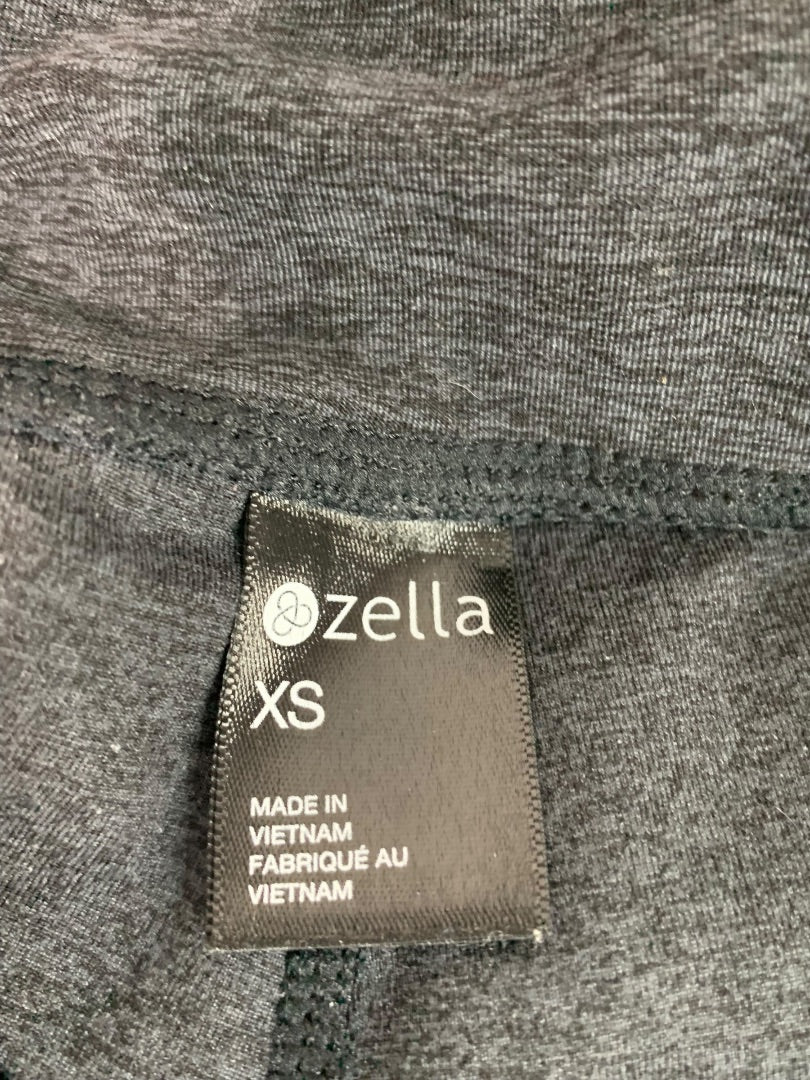 zella
XS
MADE IN
VIETNAM
FABRIQUÉ AU
VIETNAM